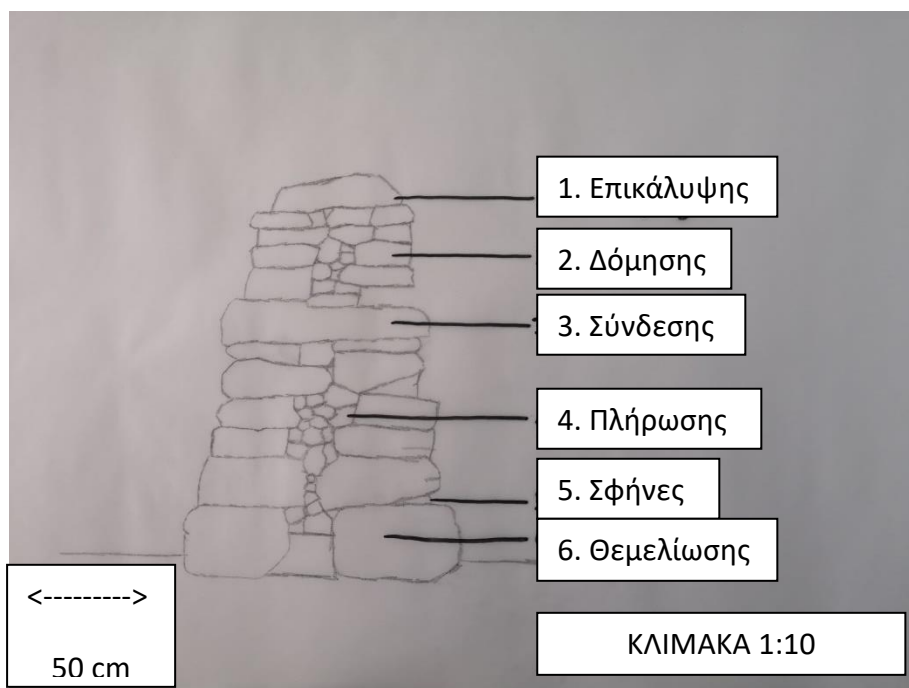 1. Επικάλυψης
2. Δόμησης
3. Σύνδεσης
4. Πλήρωσης
5. Σφήνες
6. Θεμελίωσης
<--------->
50 cm
ΚΛΙΜΑΚΑ 1:10